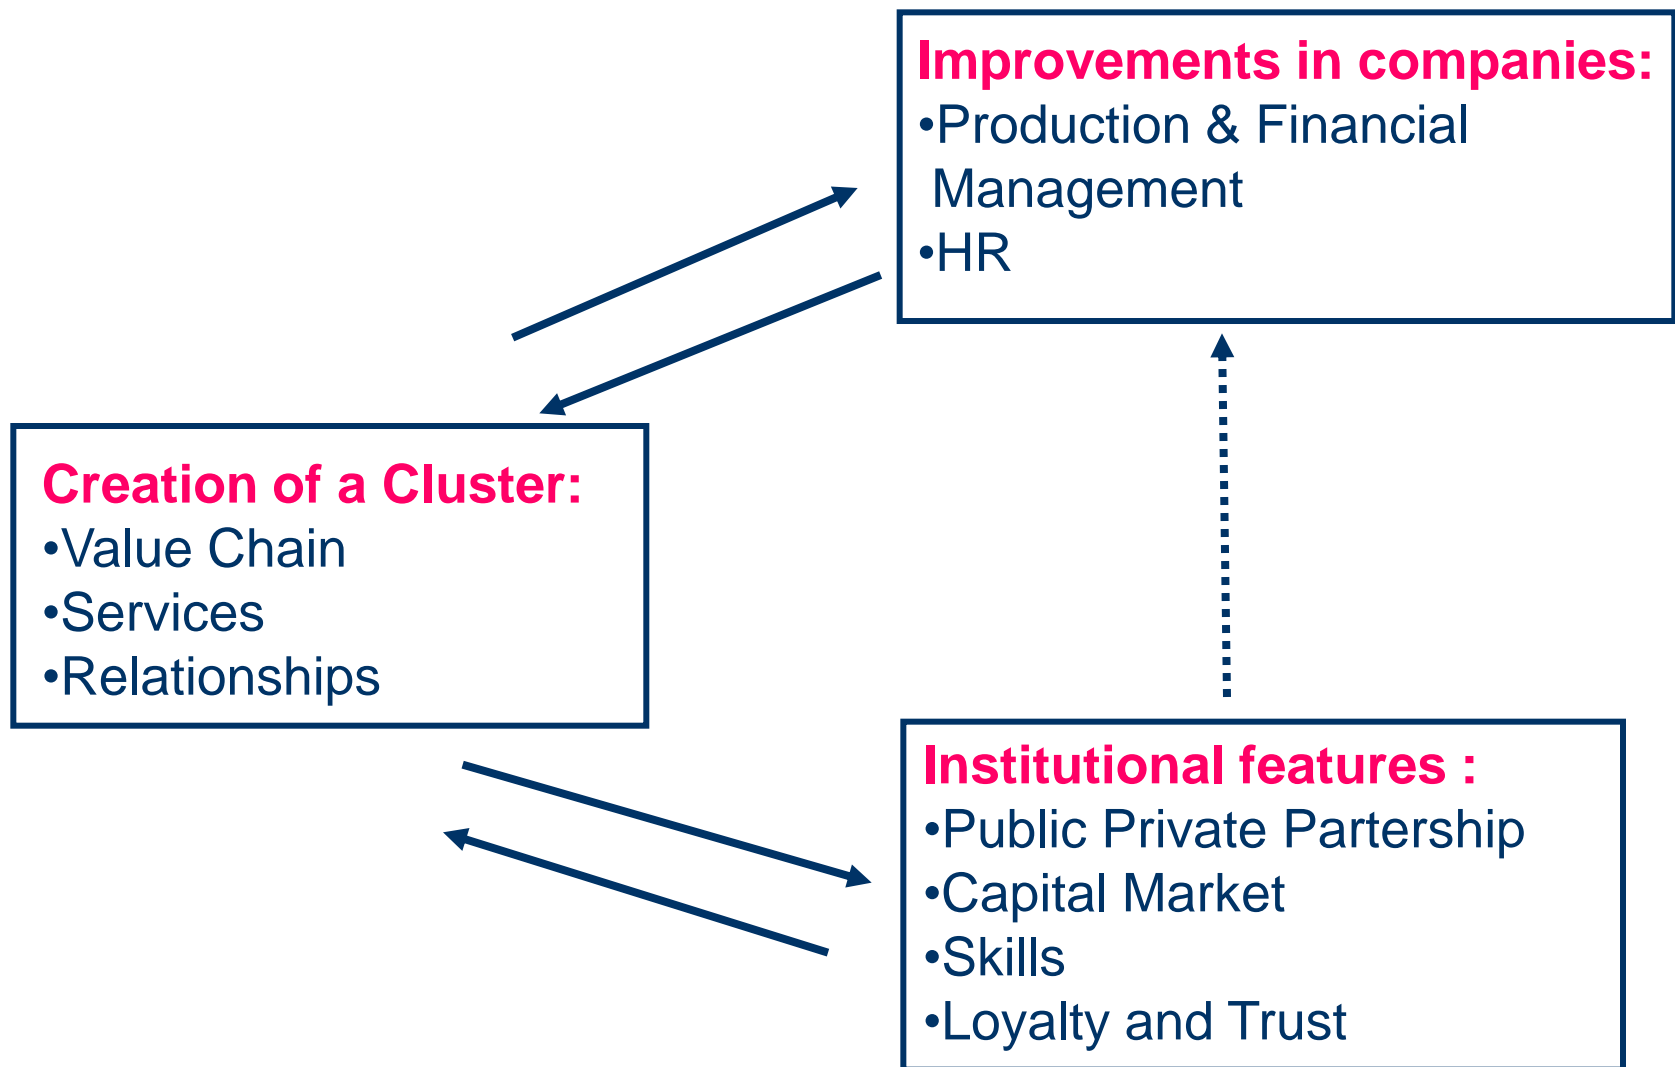 Improvements in companies:
•Production & Financial
Management
•HR
Creation of a Cluster:
•Value Chain
•Services
•Relationships
Institutional features :
•Public Private Partership
•Capital Market
•Skills
•Loyalty and Trust